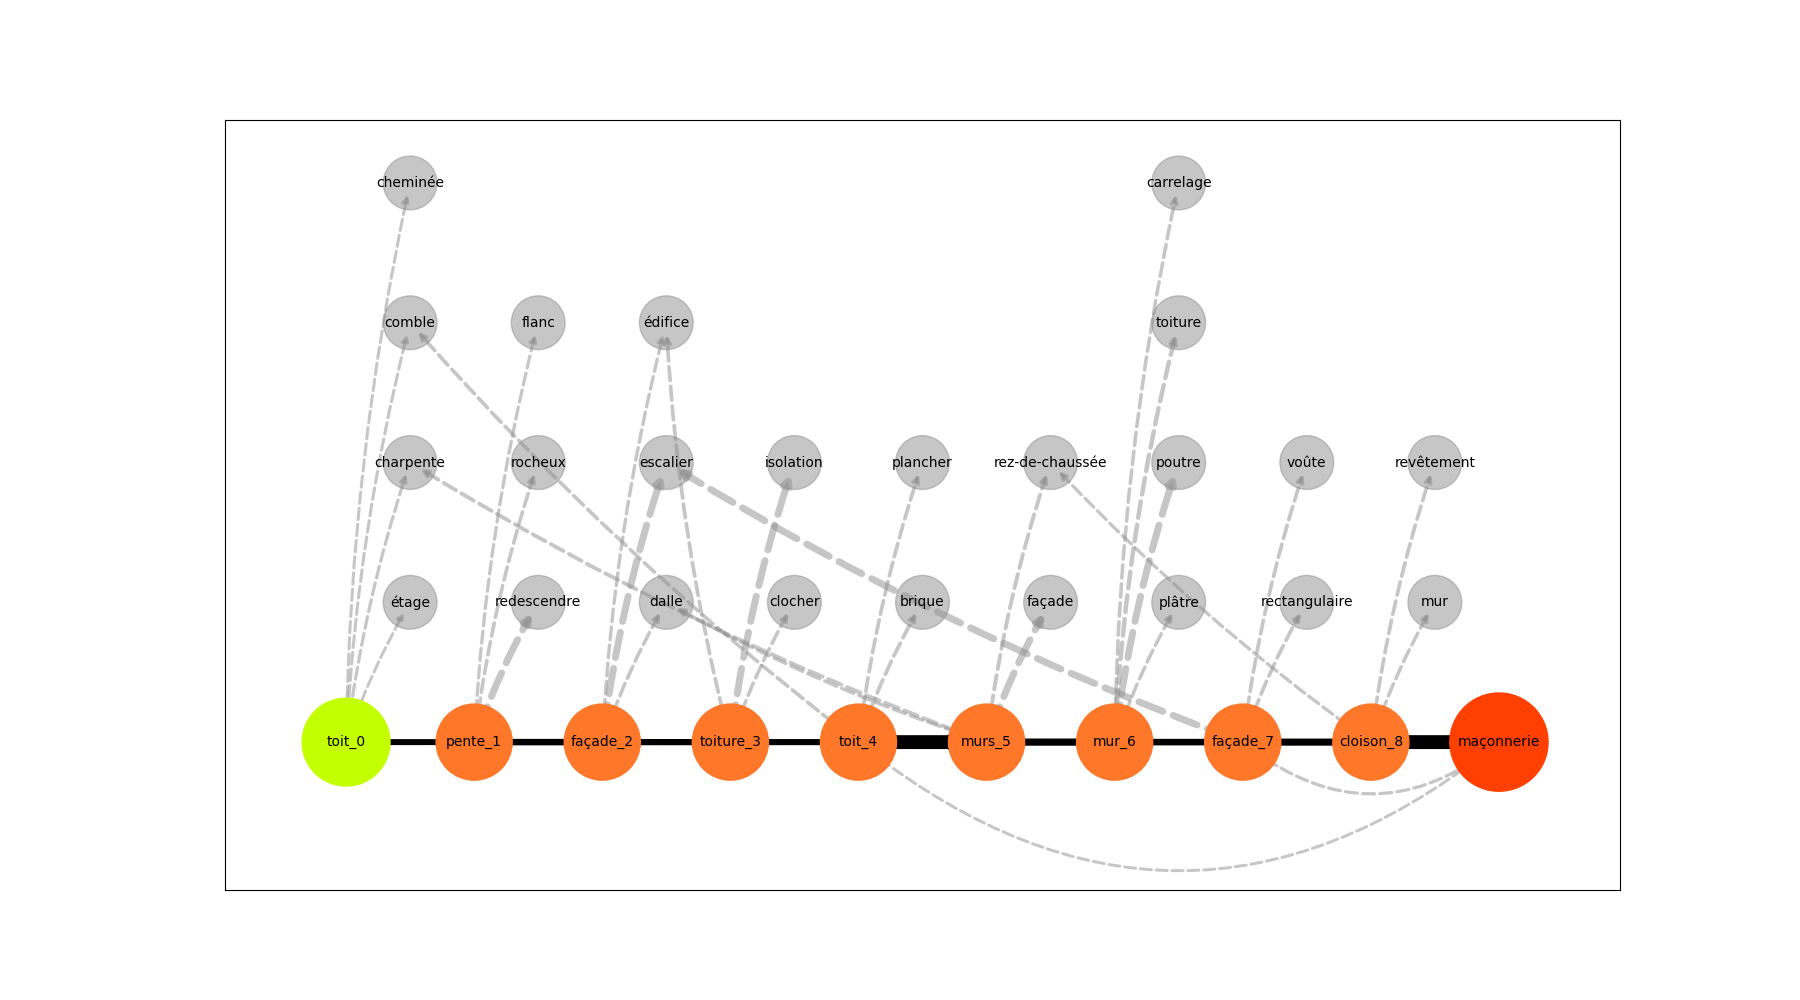 cheminée carrelage
comble flanc édifice toiture
charpente rocheux escalier isolation plancher rez-de-chaussée poutre voûte revêtement
étage redescendre dalle clocher brique façade plâtre rectangulaire mur
toit_0 pente_1 façade_2 toiture_3 toit_4 murs_5 mur_6 façade_7 cloison_8 maçonnerie